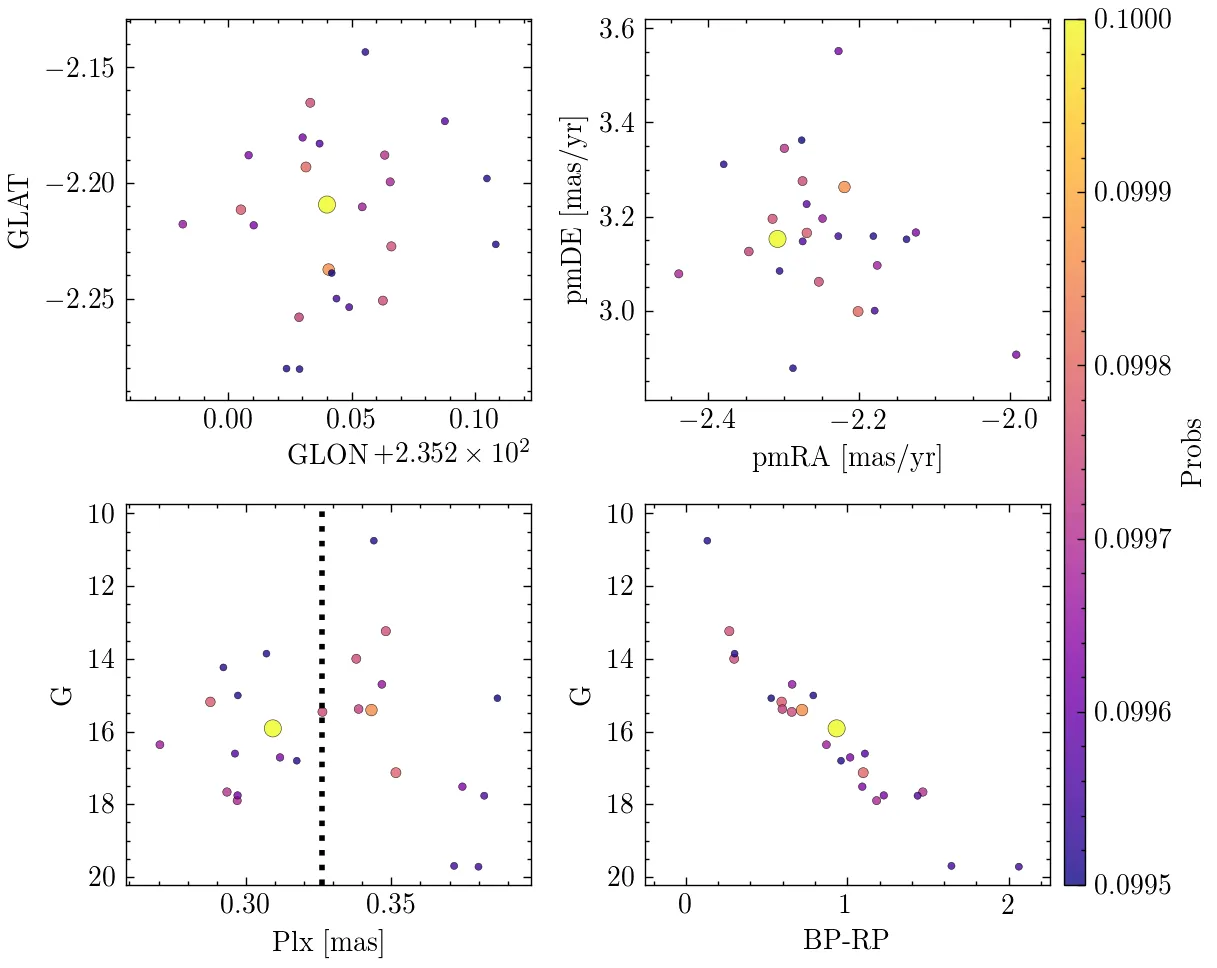 −2.15
−2.20
−2.25
GLAT
0.00 0.05 0.10
GLON +2.352 × 10²
3.6
3.4
3.2
3.0
pmDE [mas/yr]
−2.4 −2.2 −2.0
pmRA [mas/yr]
10
12
14
16
18
20
G
0.30 0.35
Plx [mas]
10
12
14
16
18
20
G
0 1 2
BP-RP
0.1000
0.0999
0.0998
0.0997
0.0996
0.0995
Probs